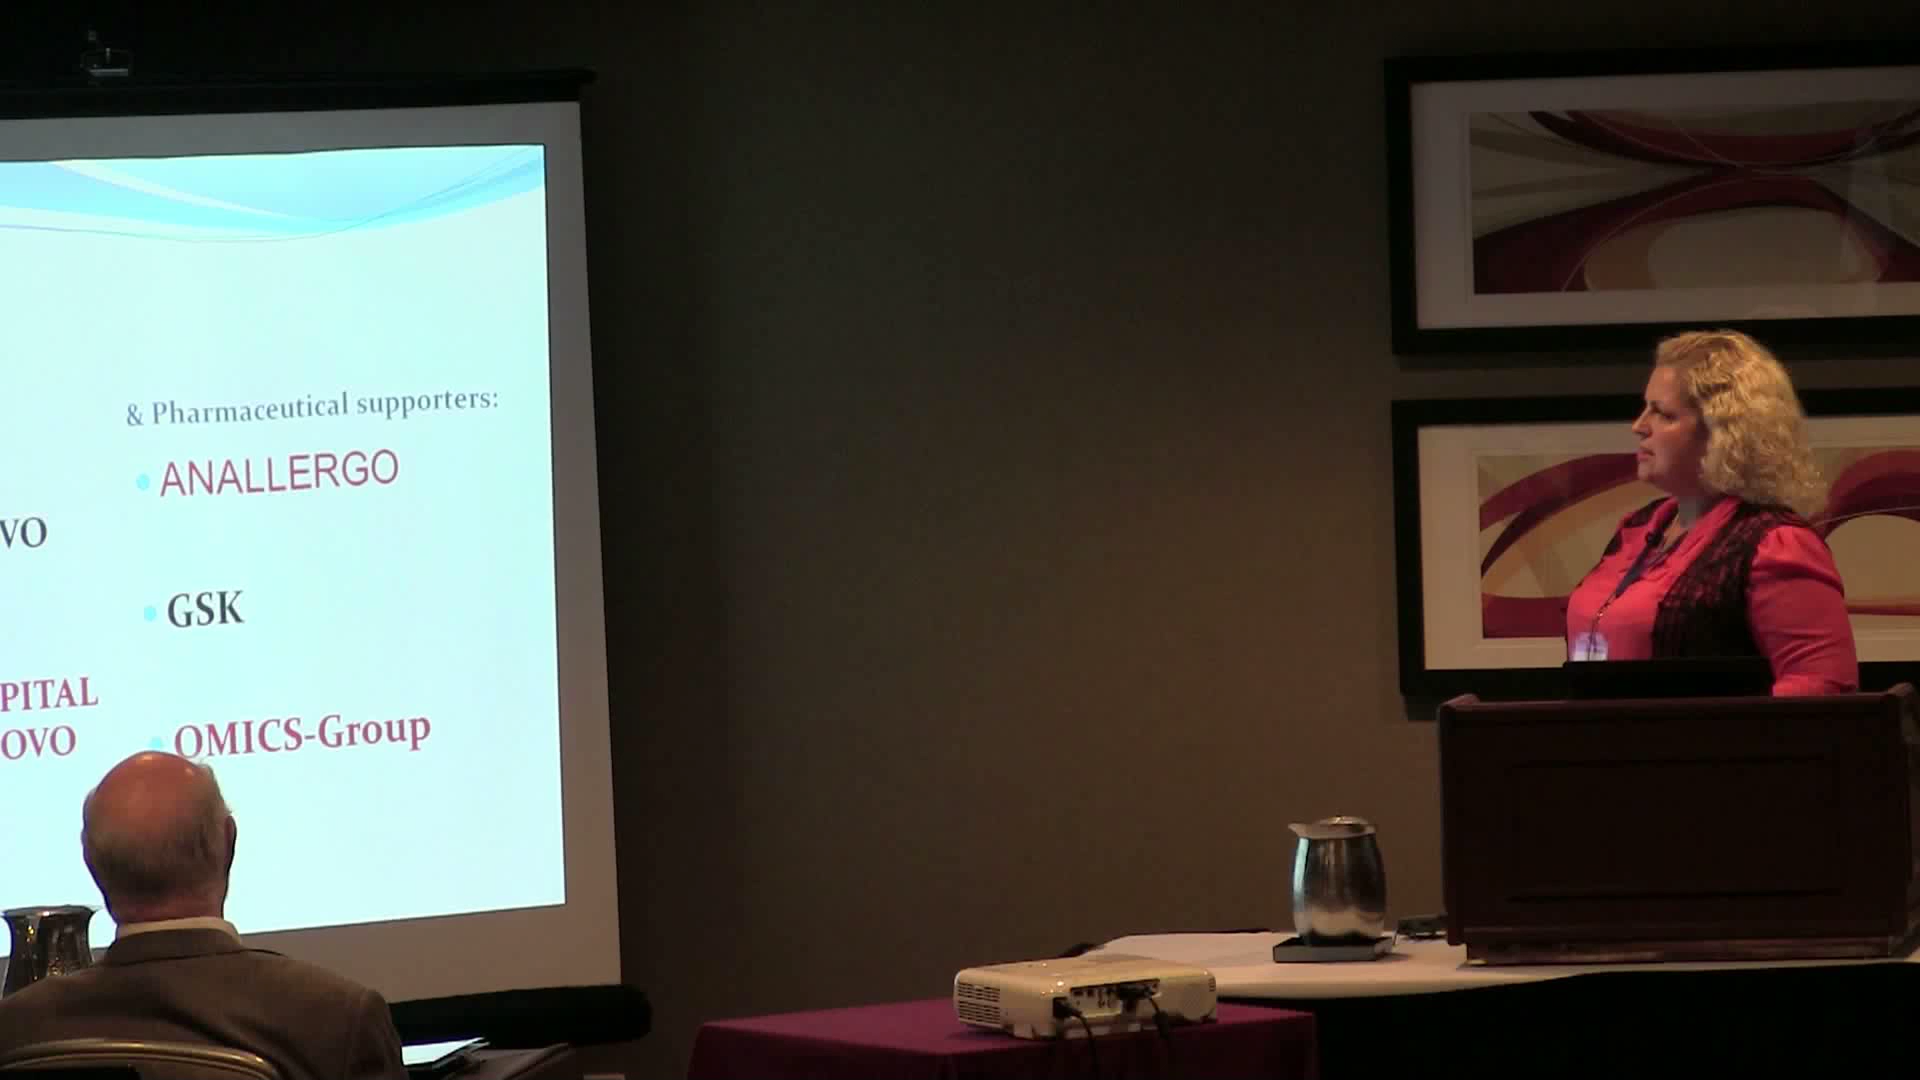 & Pharmaceutical supporters:
ANALLERGO
VO
GSK
PITAL
OVO
OMICS-Group